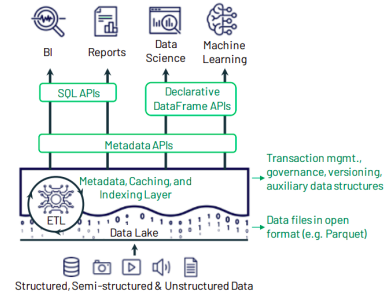 BI
Reports
Data
Science
Machine
Learning
SQL APIs
Declarative
DataFrame APIs
Metadata APIs
Metadata, Caching, and
Indexing Layer
Transaction mgmt.,
governance, versioning,
auxiliary data structures
ETL
Data Lake
Data files in open
format (e.g. Parquet)
Structured, Semi-structured & Unstructured Data